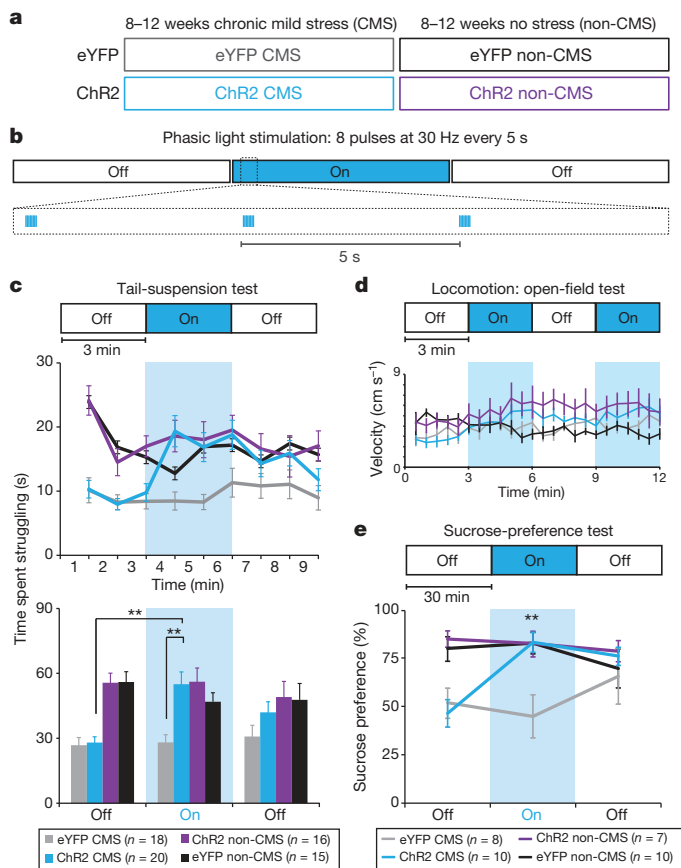 a
8–12 weeks chronic mild stress (CMS)
8–12 weeks no stress (non-CMS)
eYFP
eYFP CMS
eYFP non-CMS
ChR2
ChR2 CMS
ChR2 non-CMS
b
Phasic light stimulation: 8 pulses at 30 Hz every 5 s
Off
On
Off
5 s
c
Tail-suspension test
Off
On
Off
3 min
Time spent struggling (s)
30
20
10
0
1 2 3 4 5 6 7 8 9
Time (min)
90
60
30
0
**
**
Off
On
Off
eYFP CMS (n = 18)
ChR2 non-CMS (n = 16)
ChR2 CMS (n = 20)
eYFP non-CMS (n = 15)
d
Locomotion: open-field test
Off
On
Off
On
3 min
Velocity (cm s⁻¹)
9
0
0 3 6 9 12
Time (min)
e
Sucrose-preference test
Off
On
Off
30 min
Sucrose preference (%)
100
75
50
25
0
**
Off
On
Off
eYFP CMS (n = 8)
ChR2 non-CMS (n = 7)
ChR2 CMS (n = 10)
eYFP non-CMS (n = 10)